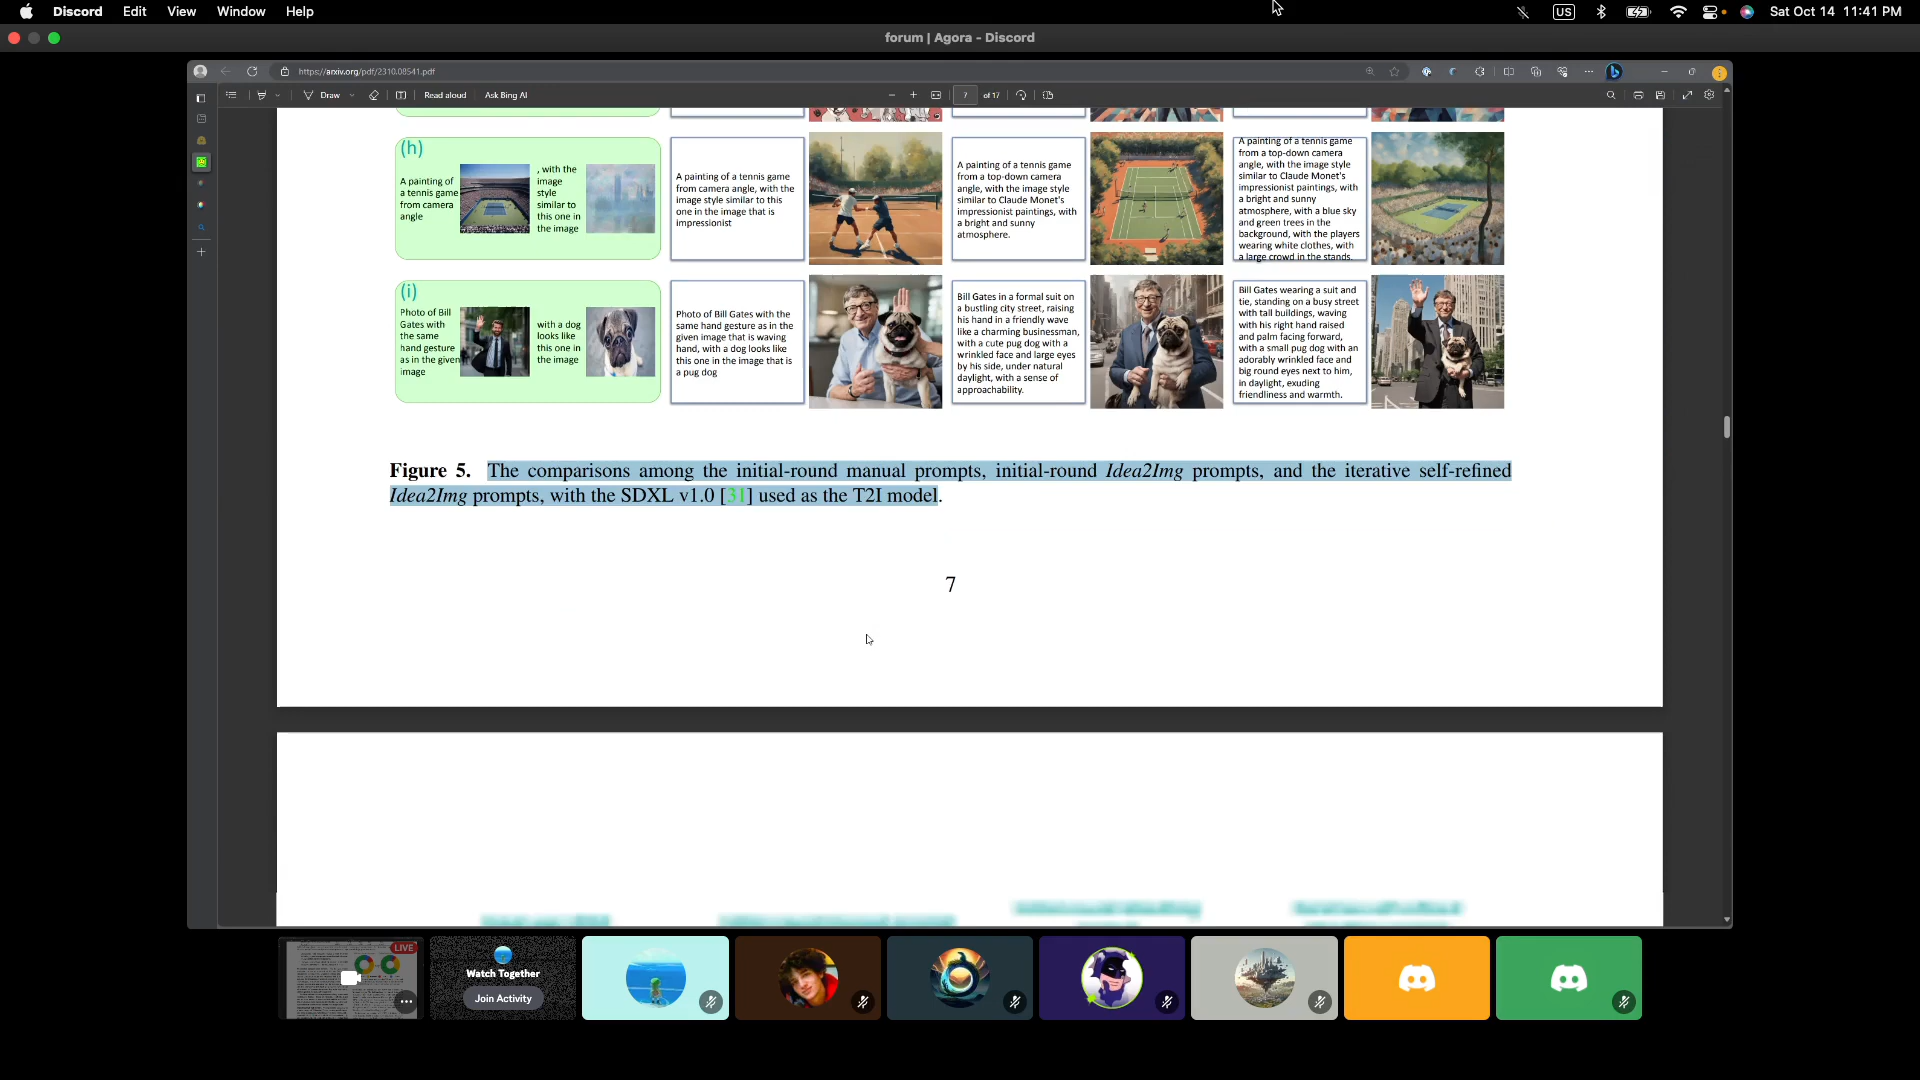 Discord Edit View Window Help
US
Sat Oct 14 11:41 PM
forum | Agora - Discord
https://arxiv.org/pdf/2310.08541.pdf
Draw
Read aloud
Ask Bing AI
7
of 17
(h)
A painting of
a tennis game
from camera
angle
, with the
image
style
similar to
this one in
the image
A painting of a tennis game
from camera angle, with the
image style similar to this
one in the image that is
impressionist
A painting of a tennis game
from a top-down camera
angle, with the image style
similar to Claude Monet's
impressionist paintings, with
a bright and sunny
atmosphere.
A painting of a tennis game
from a top-down camera
angle, with the image style
similar to Claude Monet's
impressionist paintings, with
a bright and sunny
atmosphere, with a blue sky
and green trees in the
background, with the players
wearing white clothes, with
a large crowd in the stands.
(i)
Photo of Bill
Gates with
the same
hand gesture
as in the given
image
with a dog
looks like
this one in
the image
Photo of Bill Gates with the
same hand gesture as in the
given image that is waving
hand, with a dog looks like
this one in the image that is
a pug dog
Bill Gates in a formal suit on
a bustling city street, raising
his hand in a friendly wave
like a charming businessman,
with a cute pug dog with a
wrinkled face and large eyes
by his side, under natural
daylight, with a sense of
approachability.
Bill Gates wearing a suit and
tie, standing on a busy street
with tall buildings, waving
with his right hand raised
and palm facing forward,
with a small pug dog with an
adorably wrinkled face and
big round eyes next to him,
in daylight, exuding
friendliness and warmth.
Figure 5. The comparisons among the initial-round manual prompts, initial-round Idea2Img prompts, and the iterative self-refined
Idea2Img prompts, with the SDXL v1.0 [31] used as the T2I model.
7
LIVE
Watch Together
Join Activity